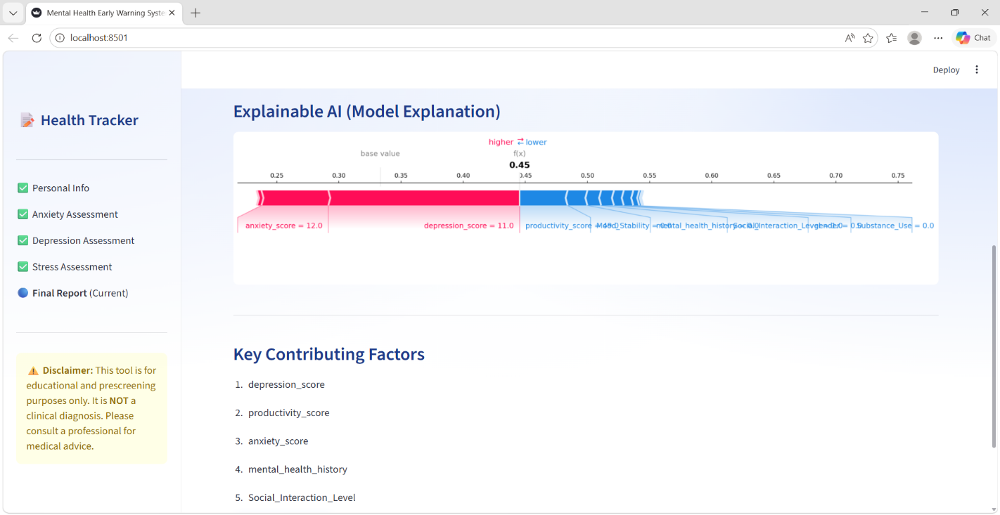 Mental Health Early Warning Syste
localhost:8501
Chat
Deploy
Health Tracker
Personal Info
Anxiety Assessment
Depression Assessment
Stress Assessment
Final Report (Current)
Disclaimer: This tool is for
educational and prescreening
purposes only. It is NOT a
clinical diagnosis. Please
consult a professional for
medical advice.
Explainable AI (Model Explanation)
higher lower
base value f(x)
0.45
0.25 0.30 0.35 0.40 0.45 0.50 0.55 0.60 0.65 0.70 0.75
anxiety_score = 12.0 depression_score = 11.0 productivity_score Mood_Stability mental_health_history Social_Interaction_Level Substance_Use = 0.0
Key Contributing Factors
1. depression_score
2. productivity_score
3. anxiety_score
4. mental_health_history
5. Social_Interaction_Level